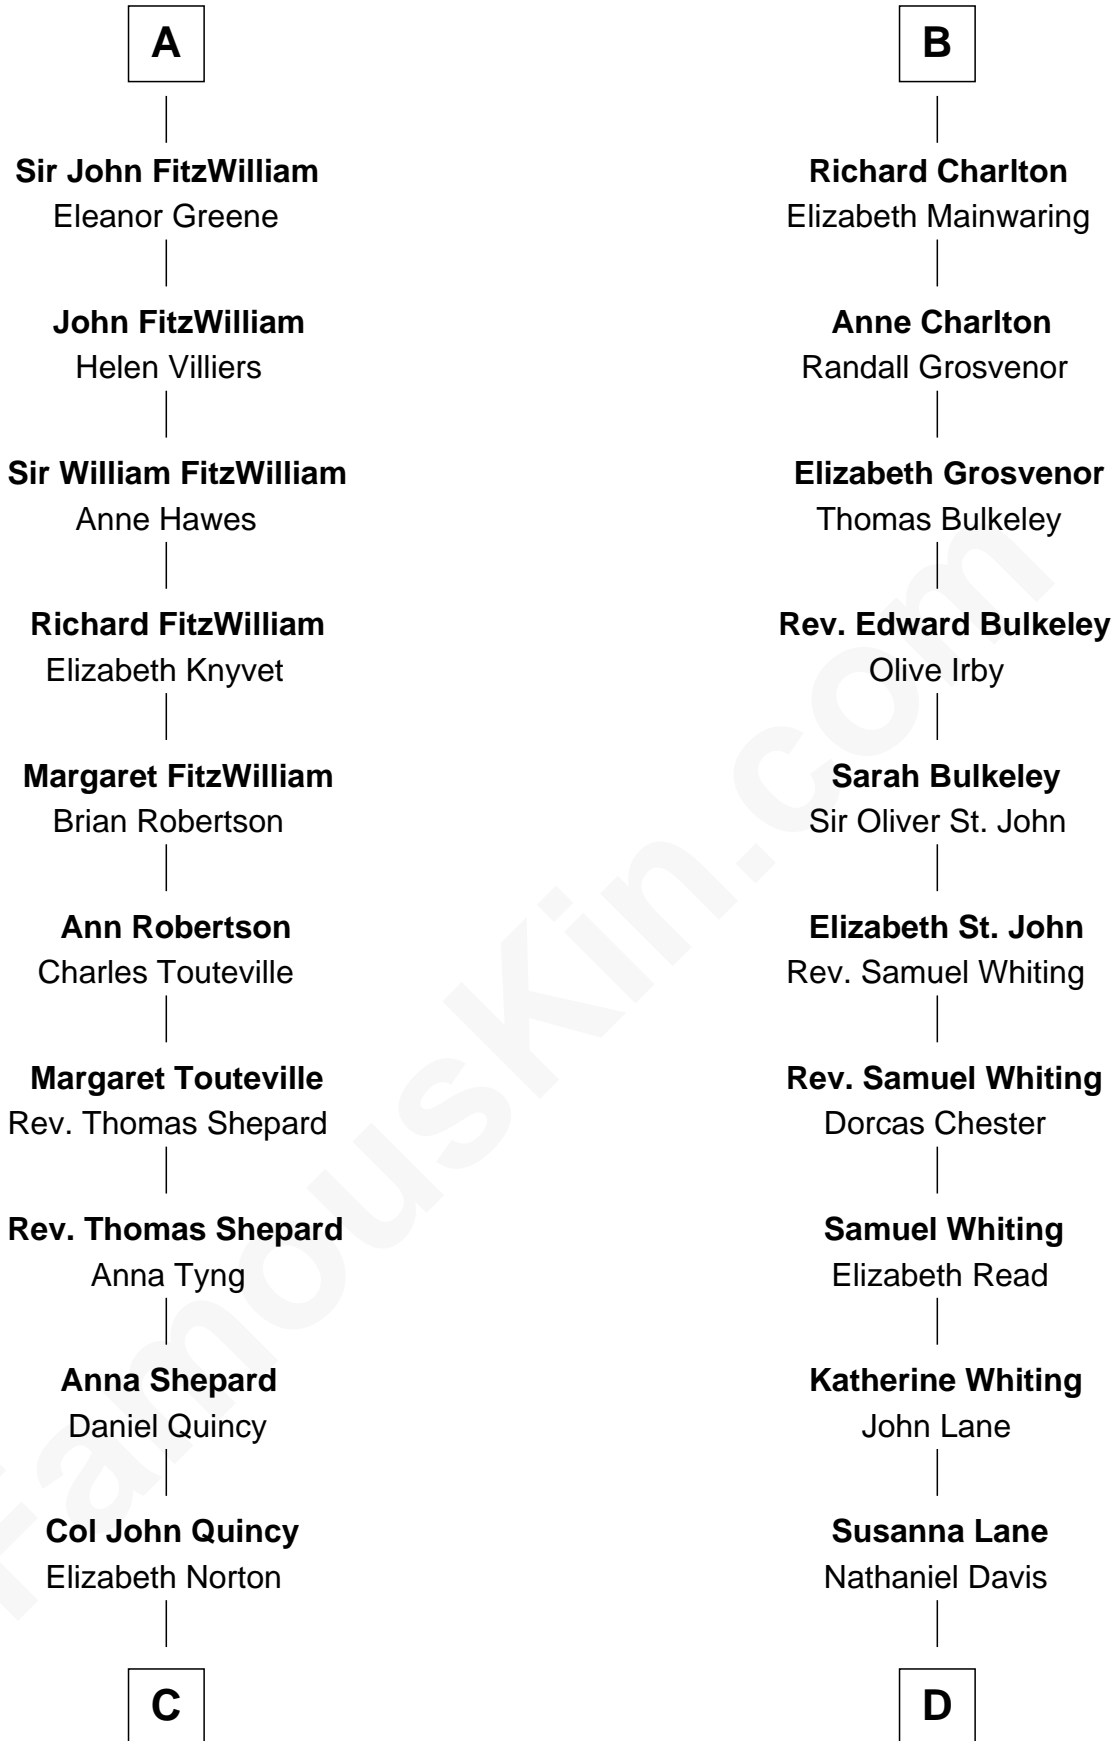 A
Sir John FitzWilliam
Eleanor Greene
John FitzWilliam
Helen Villiers
Sir William FitzWilliam
Anne Hawes
Richard FitzWilliam
Elizabeth Knyvet
Margaret FitzWilliam
Brian Robertson
Ann Robertson
Charles Touteville
Margaret Touteville
Rev. Thomas Shepard
Rev. Thomas Shepard
Anna Tyng
Anna Shepard
Daniel Quincy
Col John Quincy
Elizabeth Norton
C
B
Richard Charlton
Elizabeth Mainwaring
Anne Charlton
Randall Grosvenor
Elizabeth Grosvenor
Thomas Bulkeley
Rev. Edward Bulkeley
Olive Irby
Sarah Bulkeley
Sir Oliver St. John
Elizabeth St. John
Rev. Samuel Whiting
Rev. Samuel Whiting
Dorcas Chester
Samuel Whiting
Elizabeth Read
Katherine Whiting
John Lane
Susanna Lane
Nathaniel Davis
D
FamousKin.com